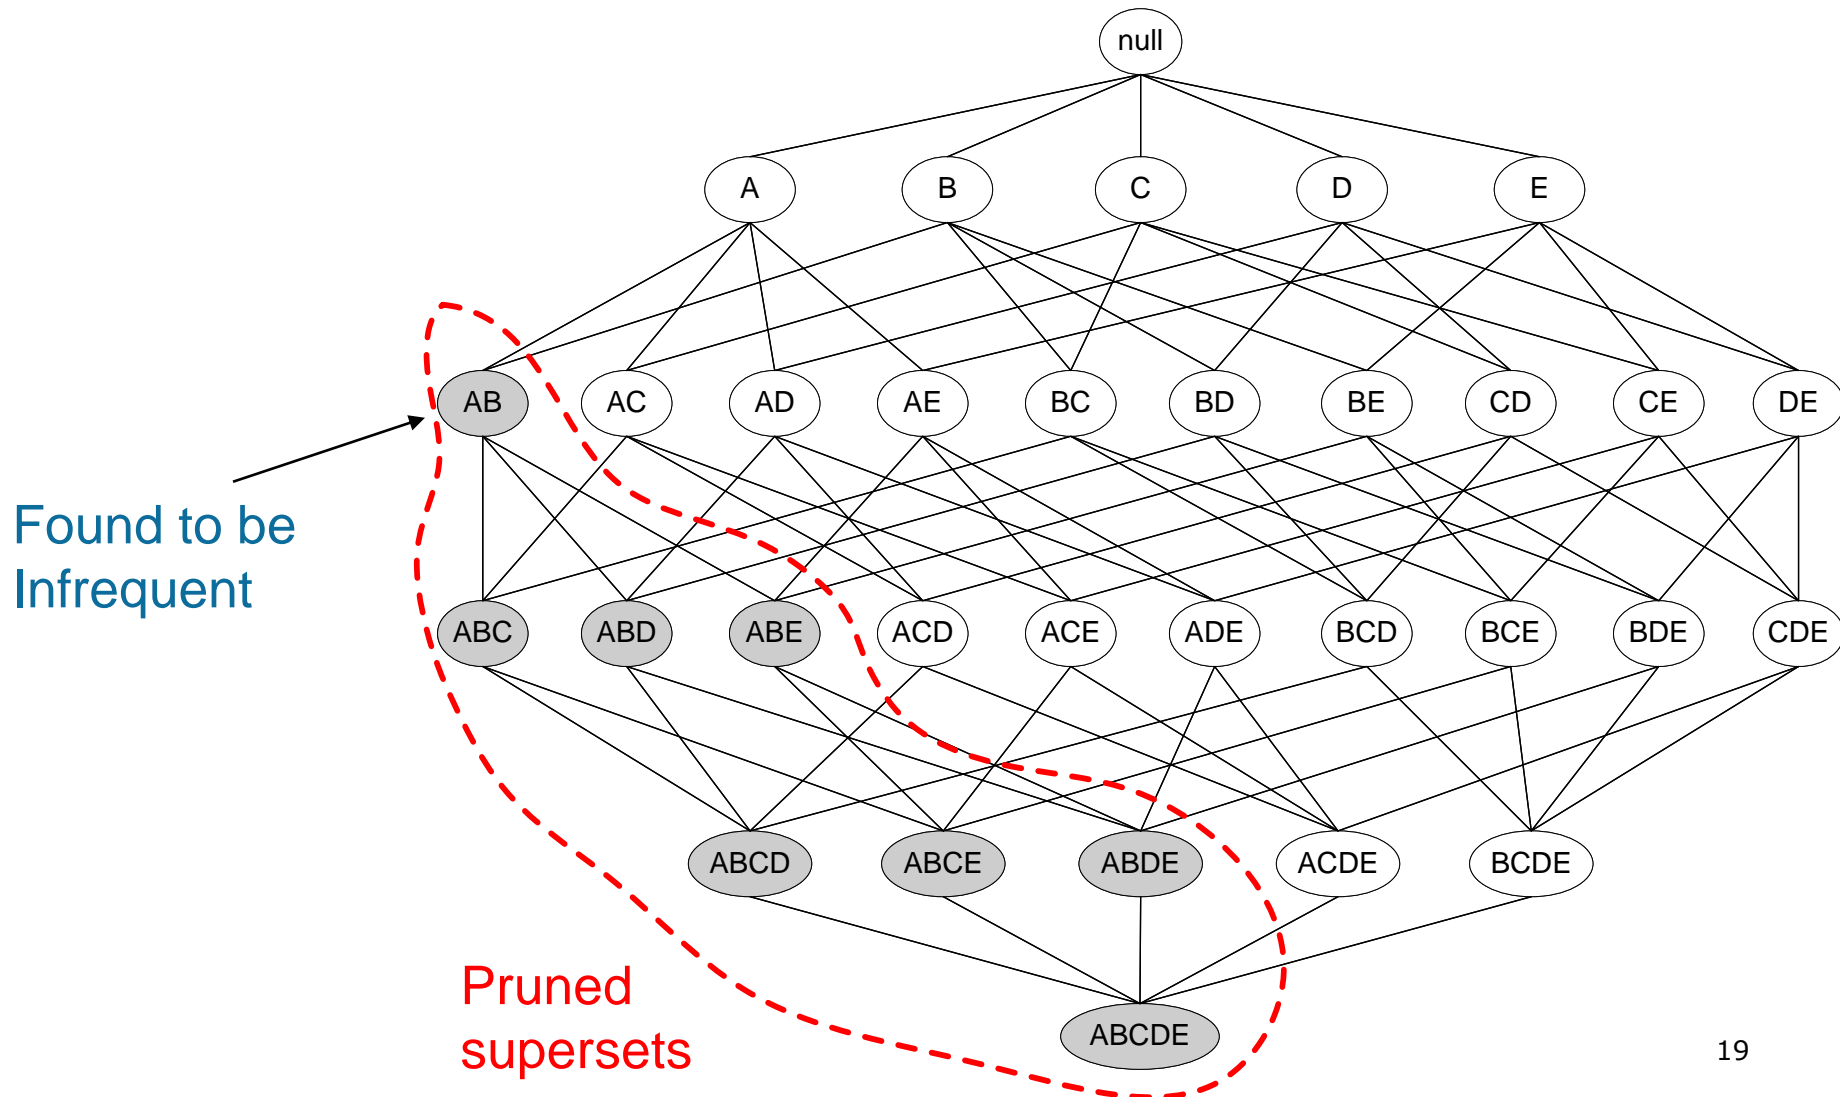 null
A B C D E
AB AC AD AE BC BD BE CD CE DE
Found to be
Infrequent
ABC ABD ABE ACD ACE ADE BCD BCE BDE CDE
ABCD ABCE ABDE ACDE BCDE
Pruned
supersets
ABCDE
19